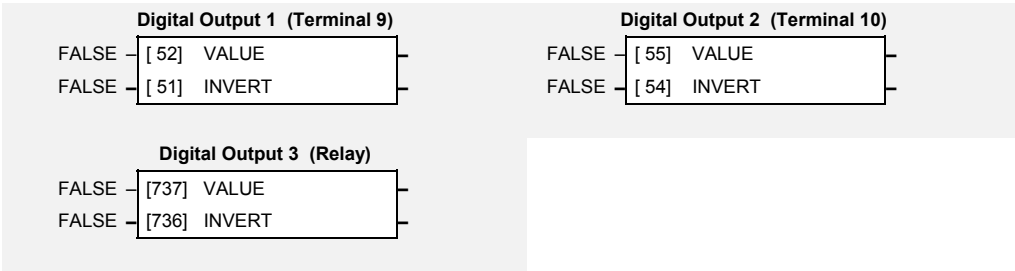 Digital Output 1 (Terminal 9)
FALSE – [ 52] VALUE –
FALSE – [ 51] INVERT –
Digital Output 2 (Terminal 10)
FALSE – [ 55] VALUE –
FALSE – [ 54] INVERT –
Digital Output 3 (Relay)
FALSE – [737] VALUE –
FALSE – [736] INVERT –